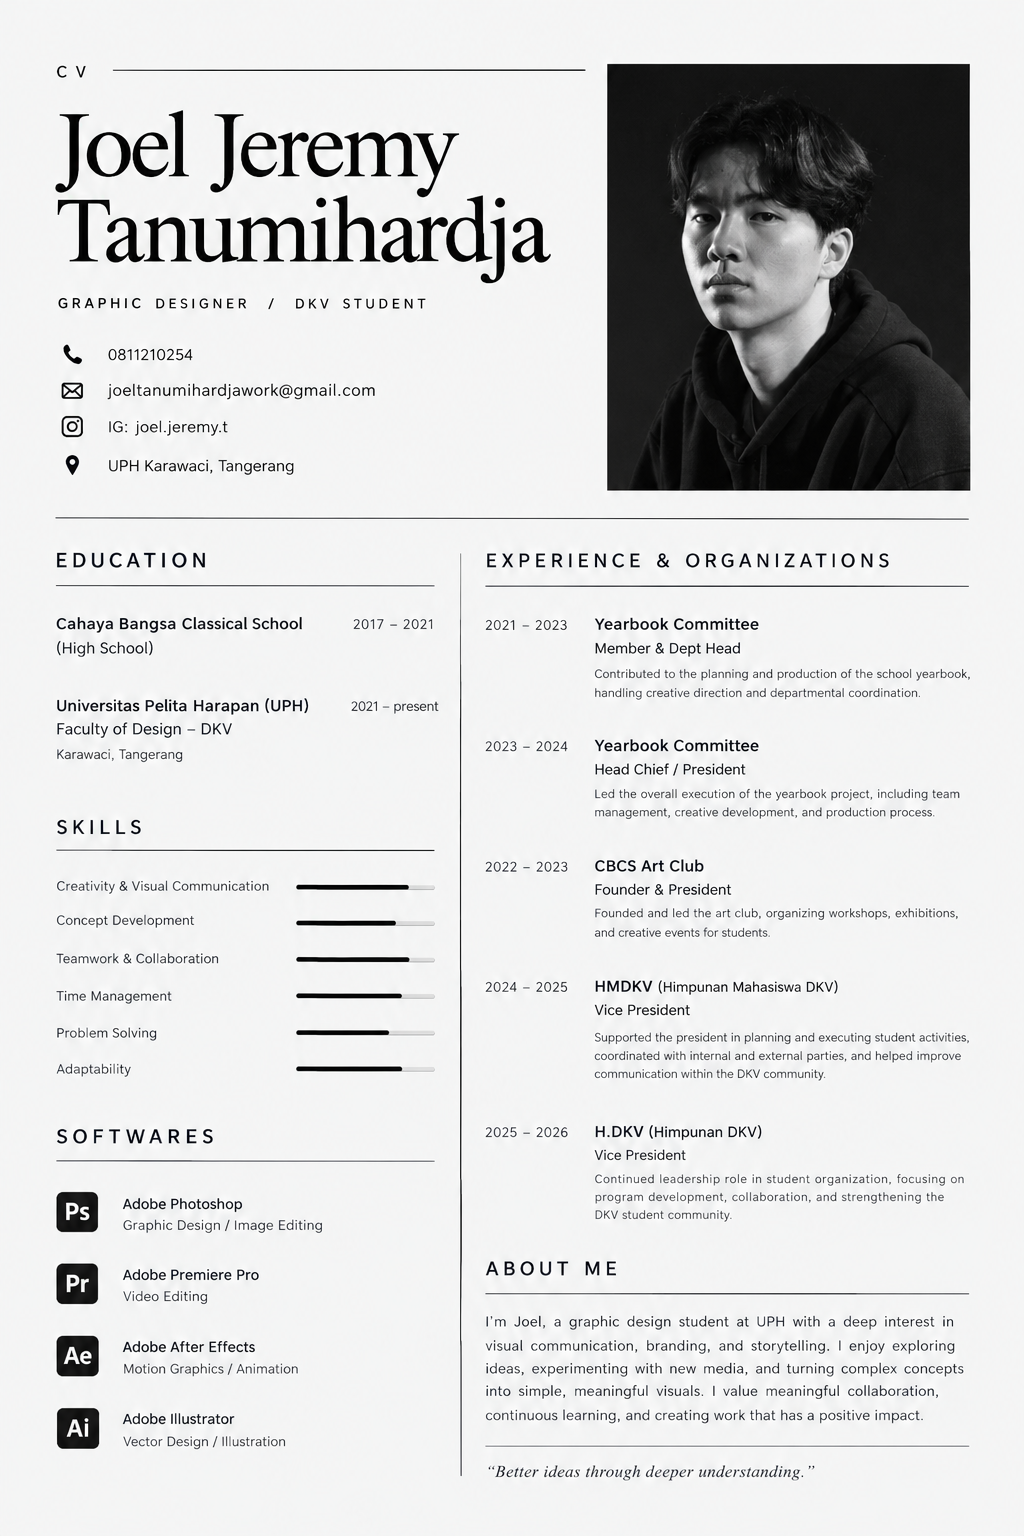 CV
Joel Jeremy
Tanumihardja
GRAPHIC DESIGNER / DKV STUDENT
0811210254
joeltanumihardjawork@gmail.com
IG: joel.jeremy.t
UPH Karawaci, Tangerang
EDUCATION
Cahaya Bangsa Classical School 2017 – 2021
(High School)
Universitas Pelita Harapan (UPH) 2021 – present
Faculty of Design – DKV
Karawaci, Tangerang
SKILLS
Creativity & Visual Communication
Concept Development
Teamwork & Collaboration
Time Management
Problem Solving
Adaptability
SOFTWARES
Ps
Adobe Photoshop
Graphic Design / Image Editing
Pr
Adobe Premiere Pro
Video Editing
Ae
Adobe After Effects
Motion Graphics / Animation
Ai
Adobe Illustrator
Vector Design / Illustration
EXPERIENCE & ORGANIZATIONS
2021 – 2023 Yearbook Committee
Member & Dept Head
Contributed to the planning and production of the school yearbook,
handling creative direction and departmental coordination.
2023 – 2024 Yearbook Committee
Head Chief / President
Led the overall execution of the yearbook project, including team
management, creative development, and production process.
2022 – 2023 CBCS Art Club
Founder & President
Founded and led the art club, organizing workshops, exhibitions,
and creative events for students.
2024 – 2025 HMDKV (Himpunan Mahasiswa DKV)
Vice President
Supported the president in planning and executing student activities,
coordinated with internal and external parties, and helped improve
communication within the DKV community.
2025 – 2026 H.DKV (Himpunan DKV)
Vice President
Continued leadership role in student organization, focusing on
program development, collaboration, and strengthening the
DKV student community.
ABOUT ME
I'm Joel, a graphic design student at UPH with a deep interest in
visual communication, branding, and storytelling. I enjoy exploring
ideas, experimenting with new media, and turning complex concepts
into simple, meaningful visuals. I value meaningful collaboration,
continuous learning, and creating work that has a positive impact.
“Better ideas through deeper understanding.”